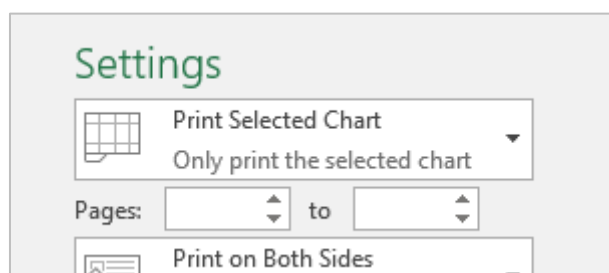 Settings
Print Selected Chart
Only print the selected chart
Pages: to
Print on Both Sides